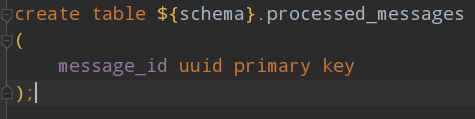 create table ${schema}.processed_messages
(
    message_id uuid primary key
);